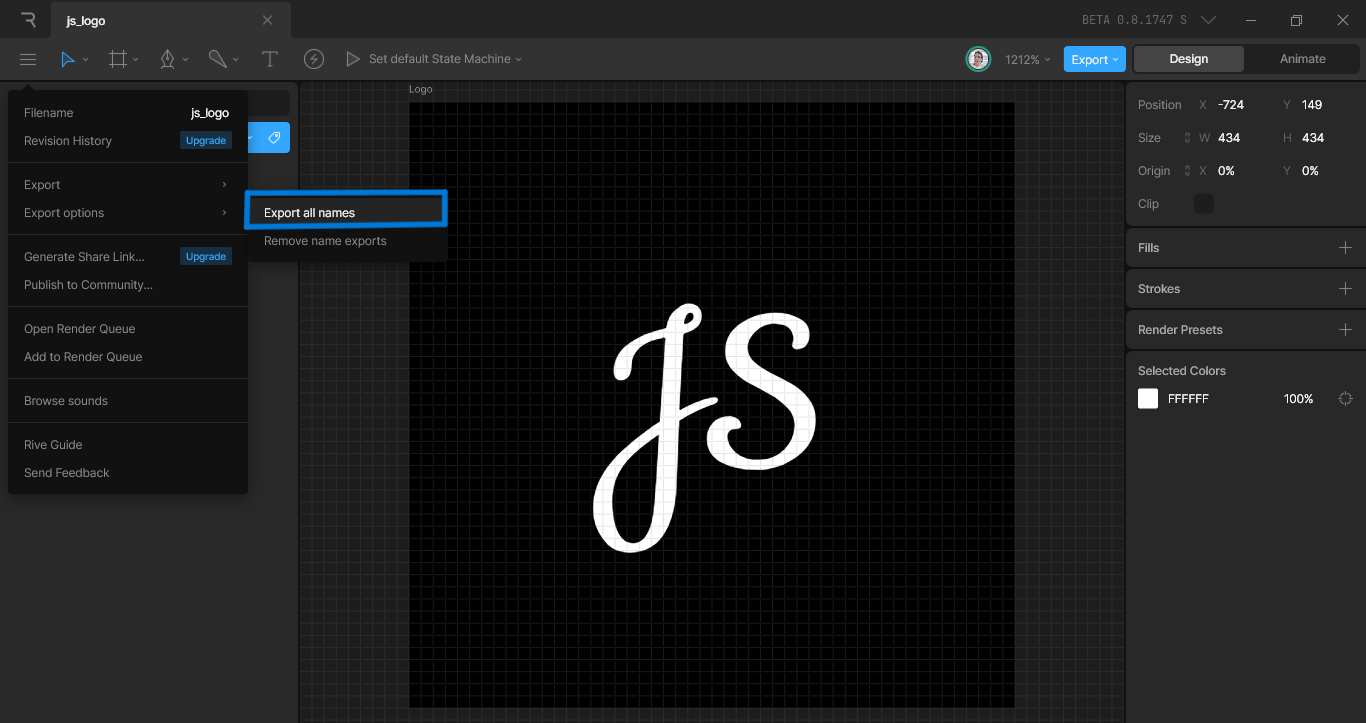 js_logo
BETA 0.8.1747 S
Set default State Machine
1212%
Export
Design
Animate
Filename js_logo
Revision History Upgrade
Export
Export options
Generate Share Link... Upgrade
Publish to Community...
Open Render Queue
Add to Render Queue
Browse sounds
Rive Guide
Send Feedback
Export all names
Remove name exports
Logo
JS
Position X -724 Y 149
Size W 434 H 434
Origin X 0% Y 0%
Clip
Fills
Strokes
Render Presets
Selected Colors
FFFFFF 100%